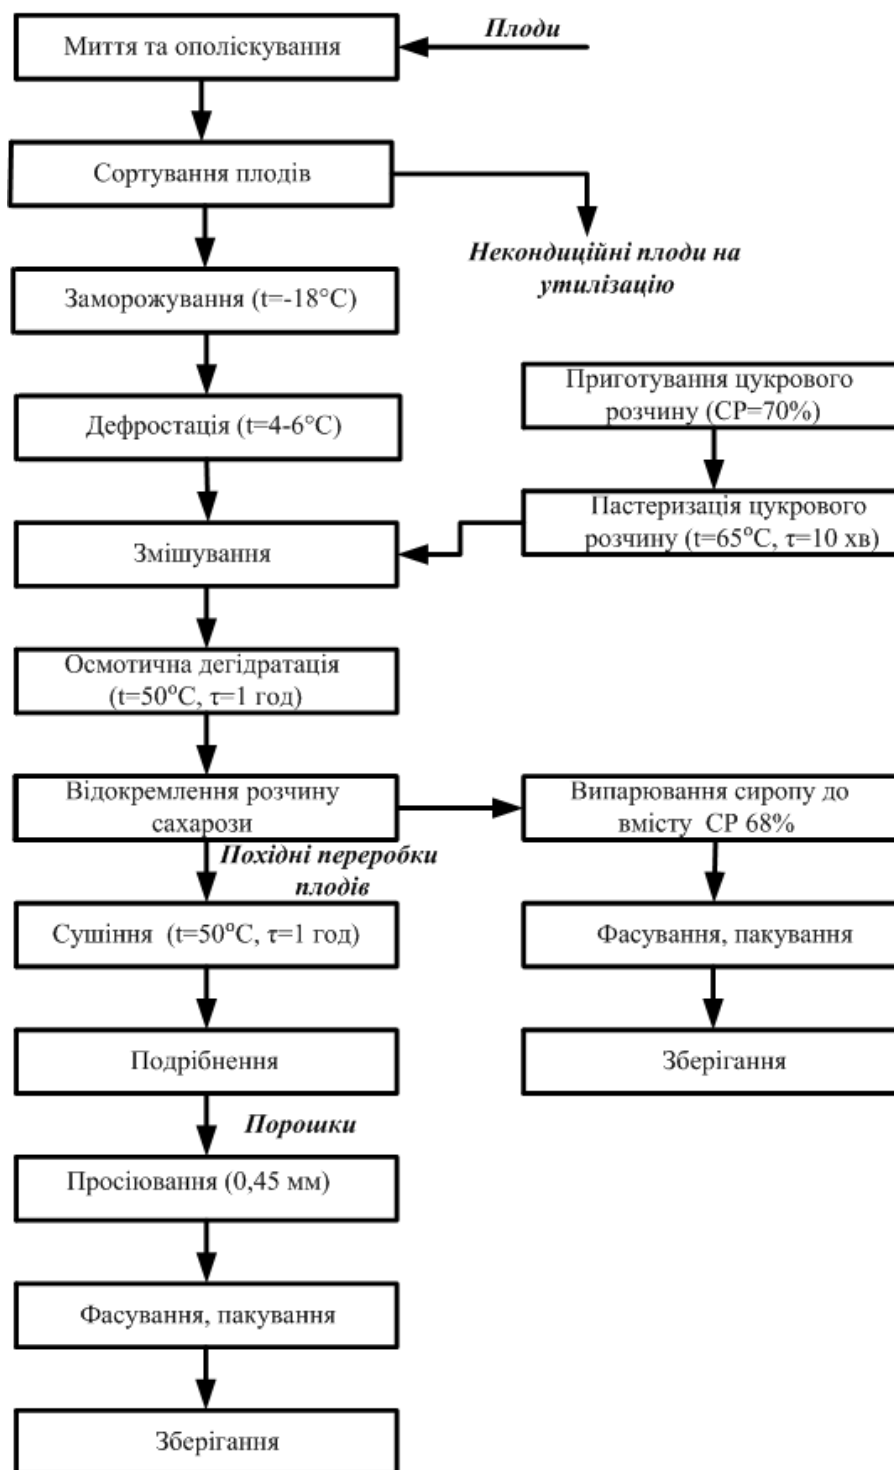 Плоди
Миття та ополіскування
Сортування плодів
Некондиційні плоди на
утилізацію
Заморожування (t=-18°С)
Дефростація (t=4-6°С)
Приготування цукрового
розчину (СР=70%)
Пастеризація цукрового
розчину (t=65°С, τ=10 хв)
Змішування
Осмотична дегідратація
(t=50°С, τ=1 год)
Відокремлення розчину
сахарози
Випарювання сиропу до
вмісту СР 68%
Похідні переробки
плодів
Сушіння (t=50°С, τ=1 год)
Фасування, пакування
Подрібнення
Зберігання
Порошки
Просіювання (0,45 мм)
Фасування, пакування
Зберігання